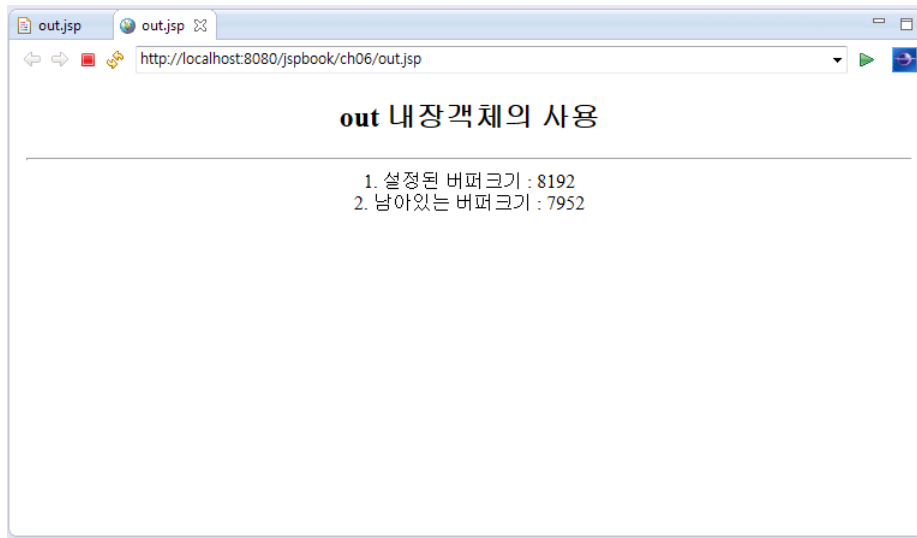 out.jsp
out.jsp
http://localhost:8080/jspbook/ch06/out.jsp
out 내장객체의 사용
1. 설정된 버퍼크기 : 8192
2. 남아있는 버퍼크기 : 7952